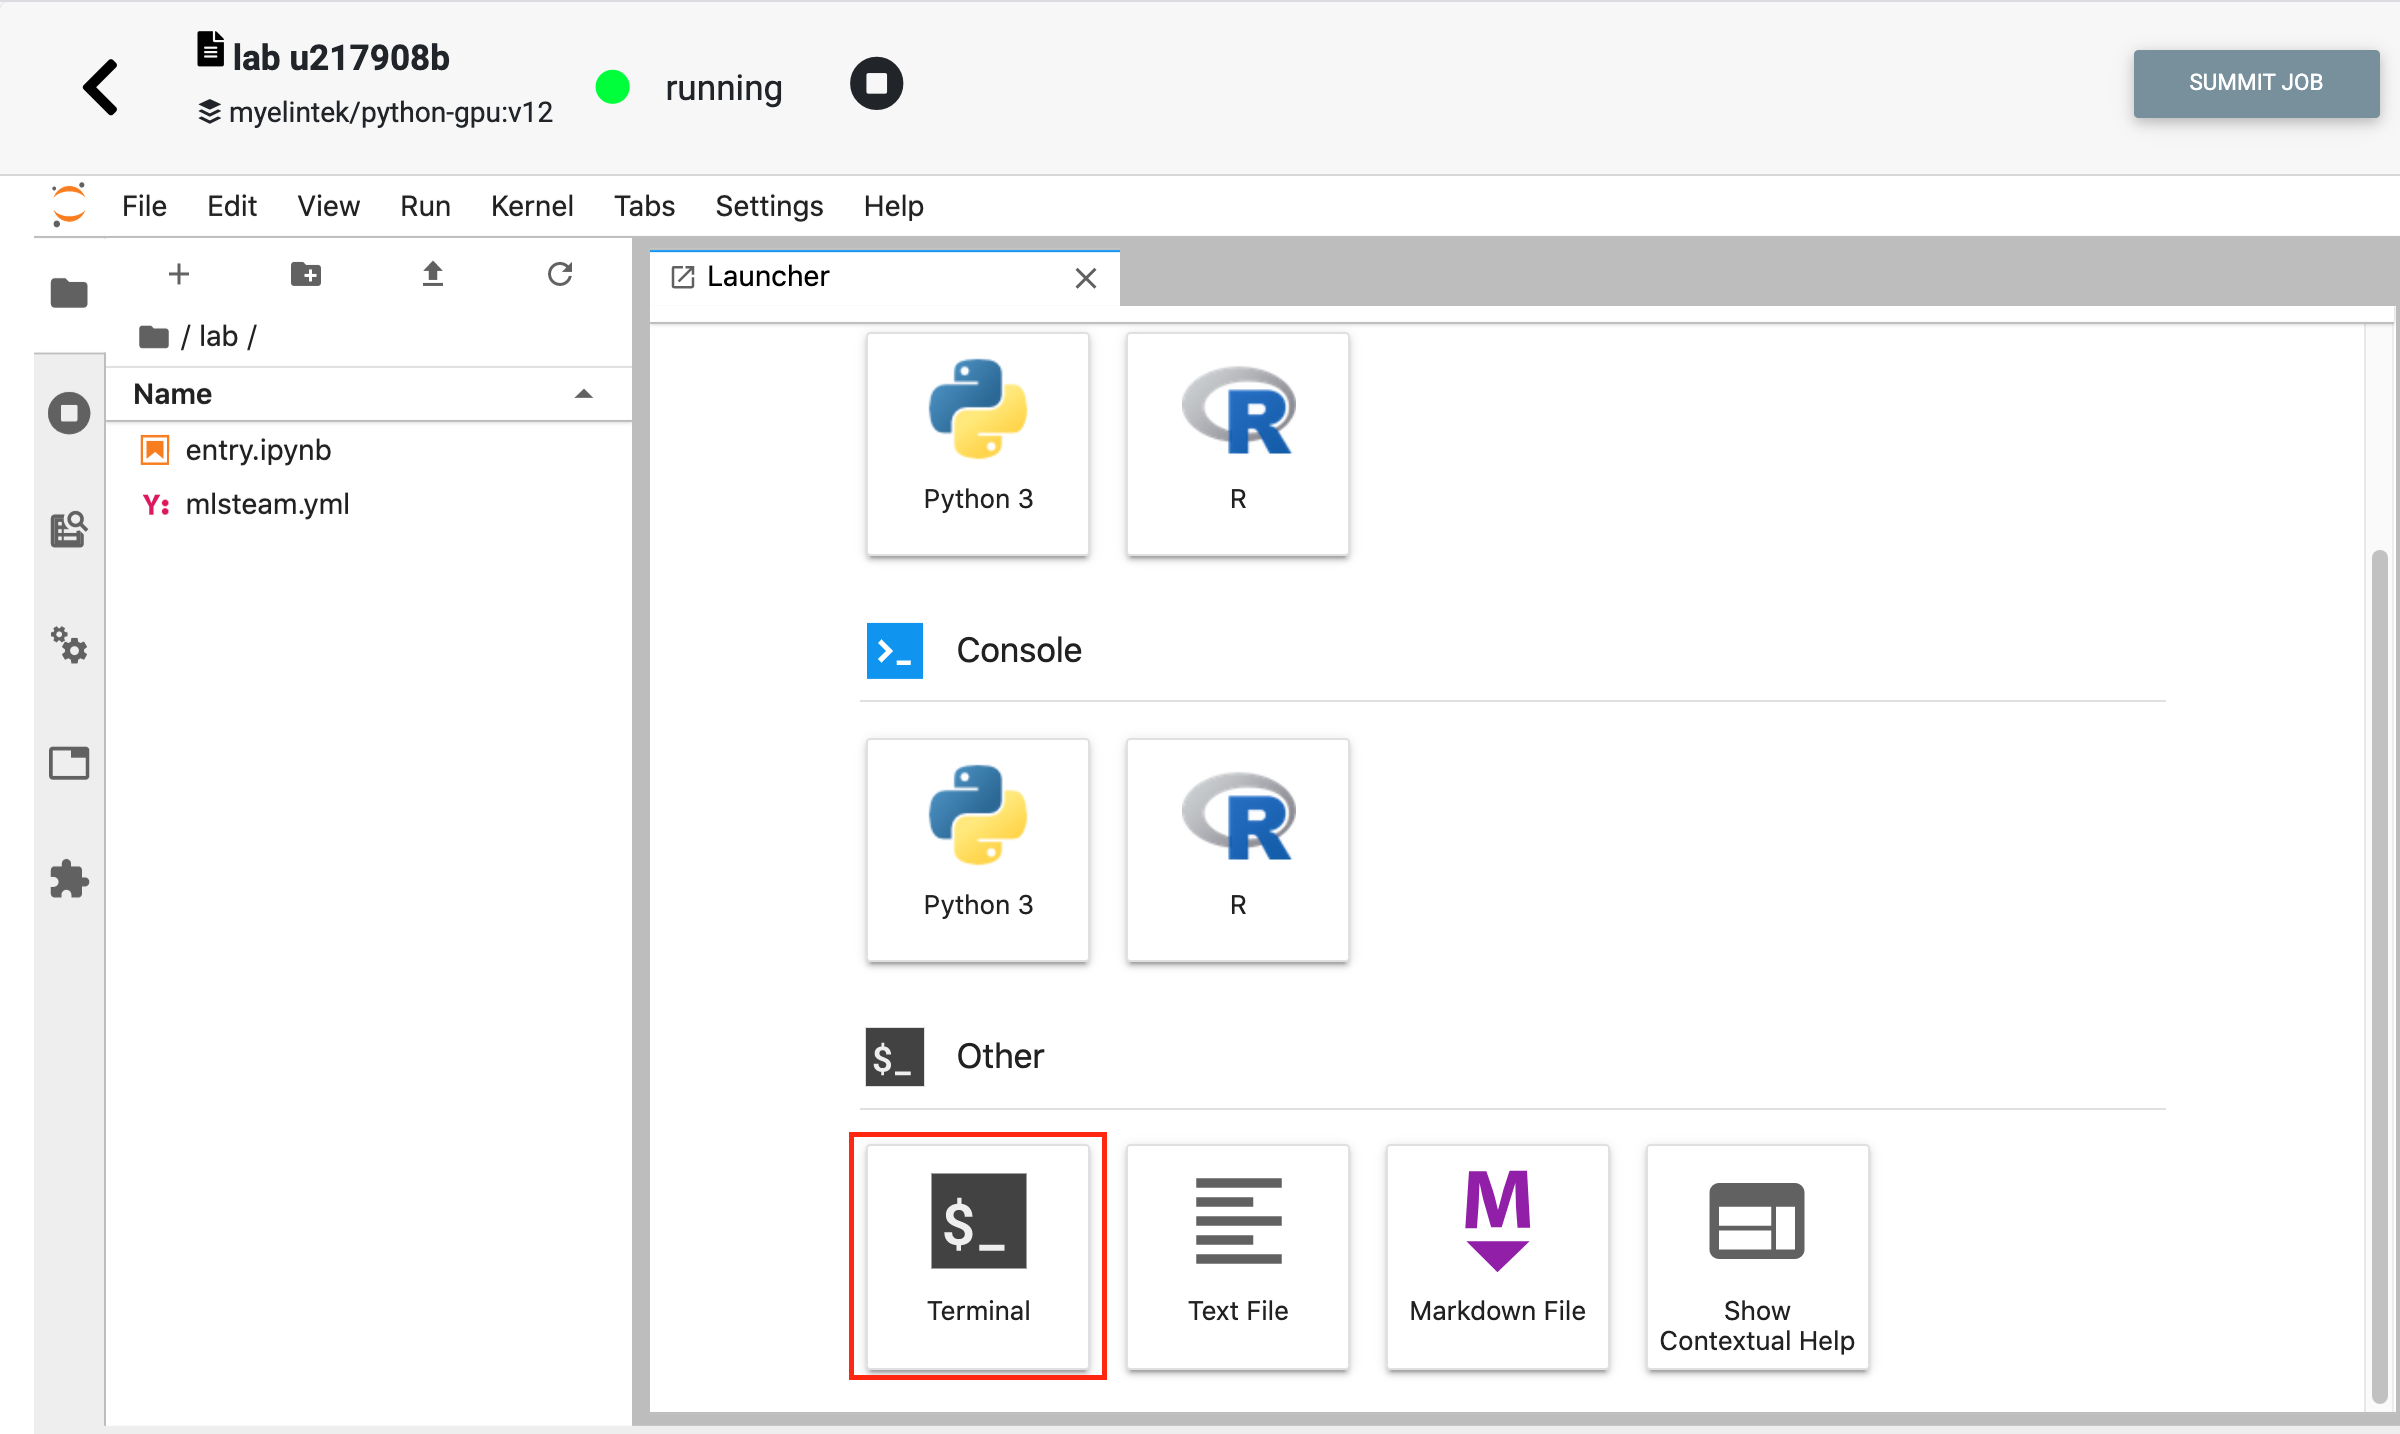 lab u217908b
myelintek/python-gpu:v12
running
SUMMIT JOB
File Edit View Run Kernel Tabs Settings Help
/ lab /
Name
entry.ipynb
Y: mlsteam.yml
Launcher
Python 3
R
Console
Python 3
R
$_ Other
$_
Terminal
Text File
M
Markdown File
Show
Contextual Help